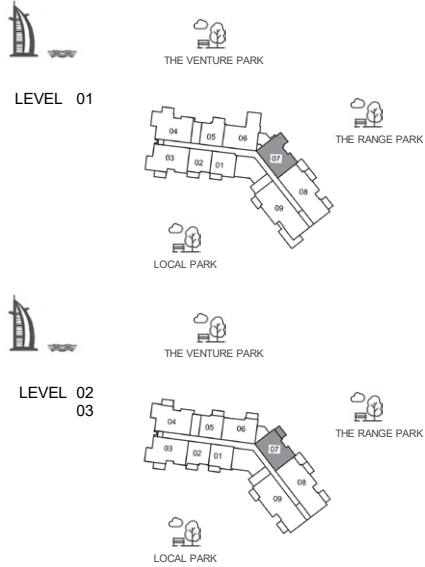 THE VENTURE PARK
LEVEL 01
THE RANGE PARK
04
05
06
07
03
02
01
08
09
LOCAL PARK
THE VENTURE PARK
LEVEL 02
03
THE RANGE PARK
04
05
06
07
03
02
01
08
09
LOCAL PARK